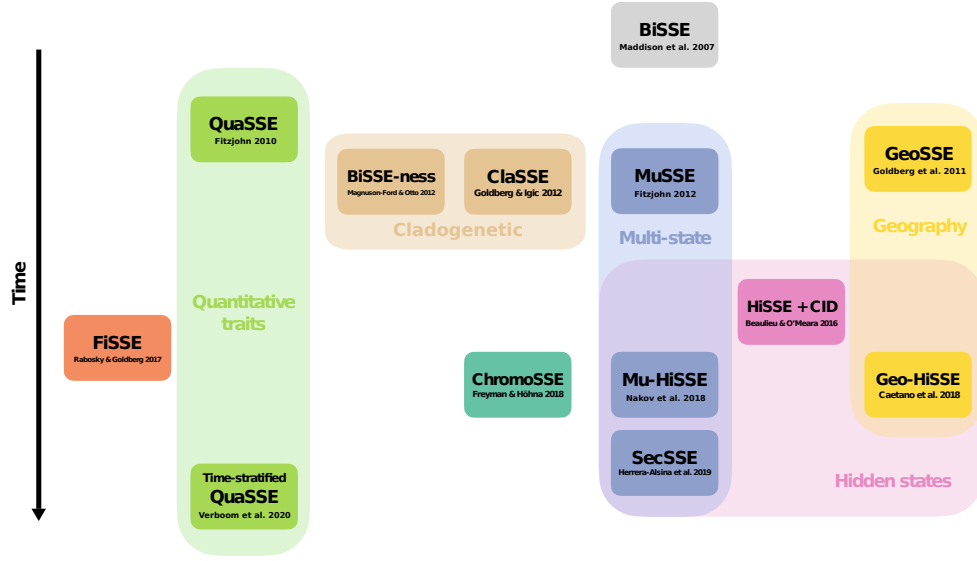 BiSSE
Maddison et al. 2007
QuaSSE
Fitzjohn 2010
GeoSSE
Goldberg et al. 2011
BiSSE-ness
Magnuson-Ford & Otto 2012
ClaSSE
Goldberg & Igic 2012
MuSSE
Fitzjohn 2012
Cladogenetic
Multi-state
Geography
Time
Quantitative
traits
HiSSE + CID
Beaulieu & O'Meara 2016
FiSSE
Rabosky & Goldberg 2017
ChromoSSE
Freyman & Höhna 2018
Mu-HiSSE
Nakov et al. 2018
Geo-HiSSE
Caetano et al. 2018
SecSSE
Herrera-Alsina et al. 2019
Hidden states
Time-stratified
QuaSSE
Verboom et al. 2020